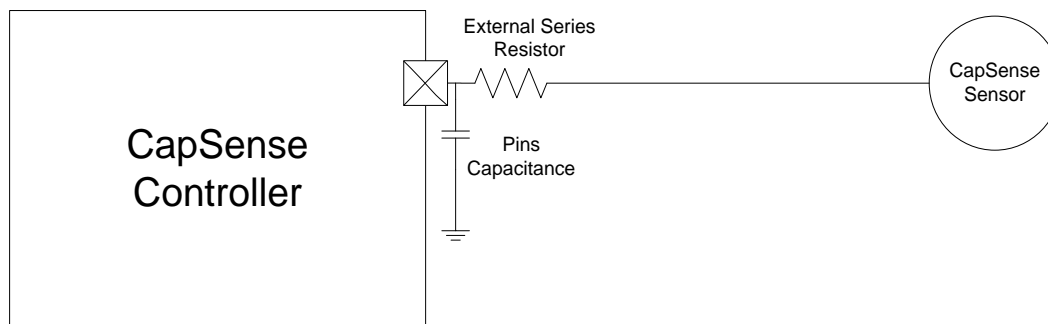 External Series
Resistor
CapSense
Sensor
CapSense
Controller
Pins
Capacitance